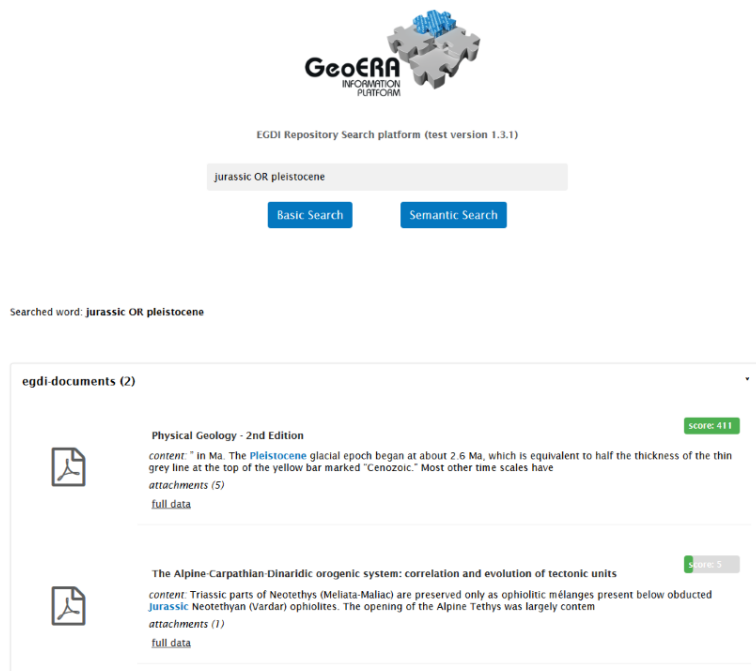 GeoERA
INFORMATION
PLATFORM
EGDI Repository Search platform (test version 1.3.1)
jurassic OR pleistocene
Basic Search
Semantic Search
Searched word: jurassic OR pleistocene
egdi-documents (2)
score: 411
Physical Geology - 2nd Edition
content: " in Ma. The Pleistocene glacial epoch began at about 2.6 Ma, which is equivalent to half the thickness of the thin
grey line at the top of the yellow bar marked "Cenozoic." Most other time scales have
attachments (5)
full data
score: 5
The Alpine-Carpathian-Dinaridic orogenic system: correlation and evolution of tectonic units
content: Triassic parts of Neotethys (Meliata-Maliac) are preserved only as ophiolitic mélanges present below obducted
Jurassic Neotethyan (Vardar) ophiolites. The opening of the Alpine Tethys was largely contem
attachments (1)
full data